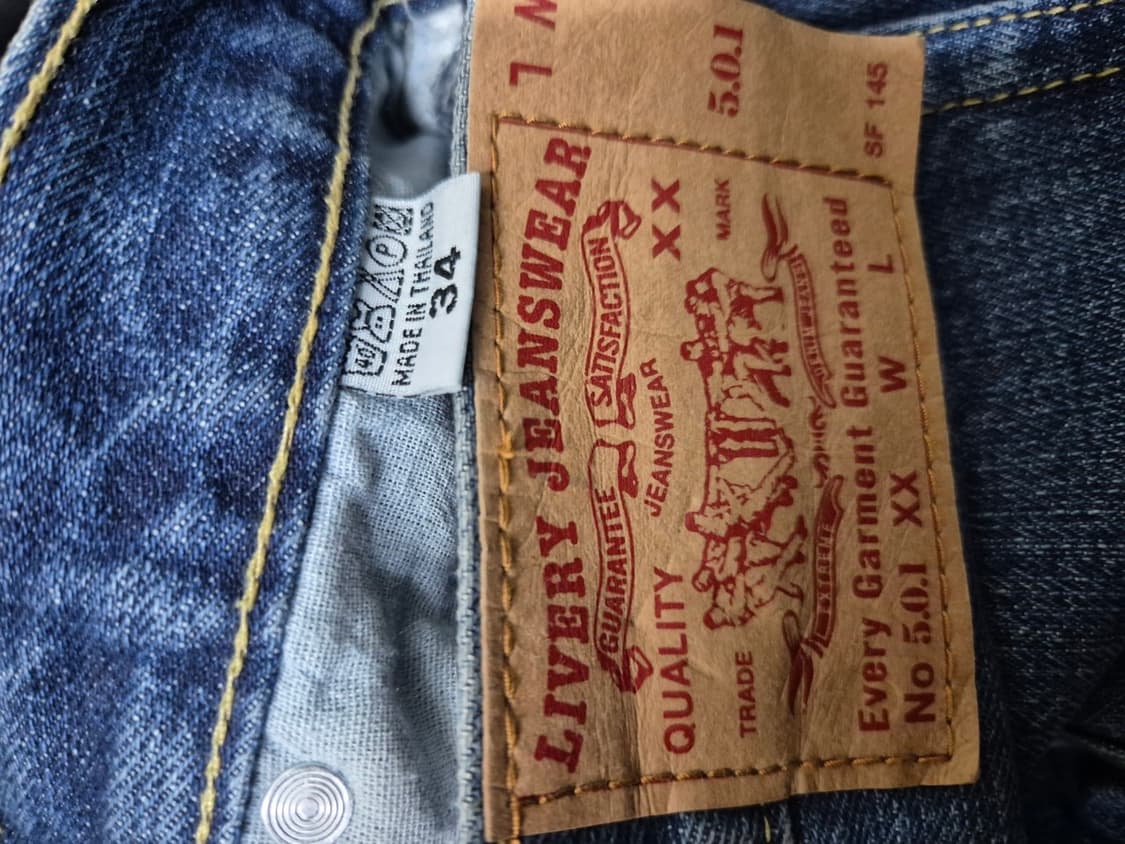 40
MADE IN THAILAND
34
LIVERY JEANSWEAR
GUARANTEE SATISFACTION
JEANSWEAR
QUALITY XX
TRADE MARK
Every Garment Guaranteed
No 5.0.1 XX W L
W L
5.0.1
SF 145